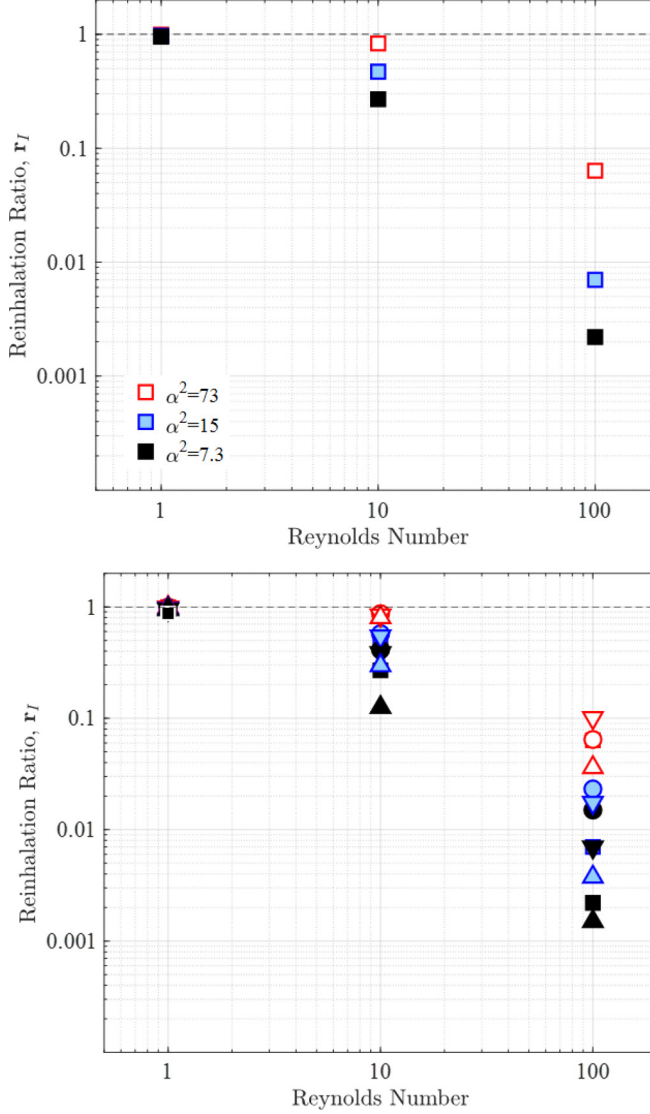 1
0.1
0.01
0.001
Reinhalation Ratio, r_I
α²=73
α²=15
α²=7.3
1 10 100
Reynolds Number
1
0.1
0.01
0.001
Reinhalation Ratio, r_I
1 10 100
Reynolds Number